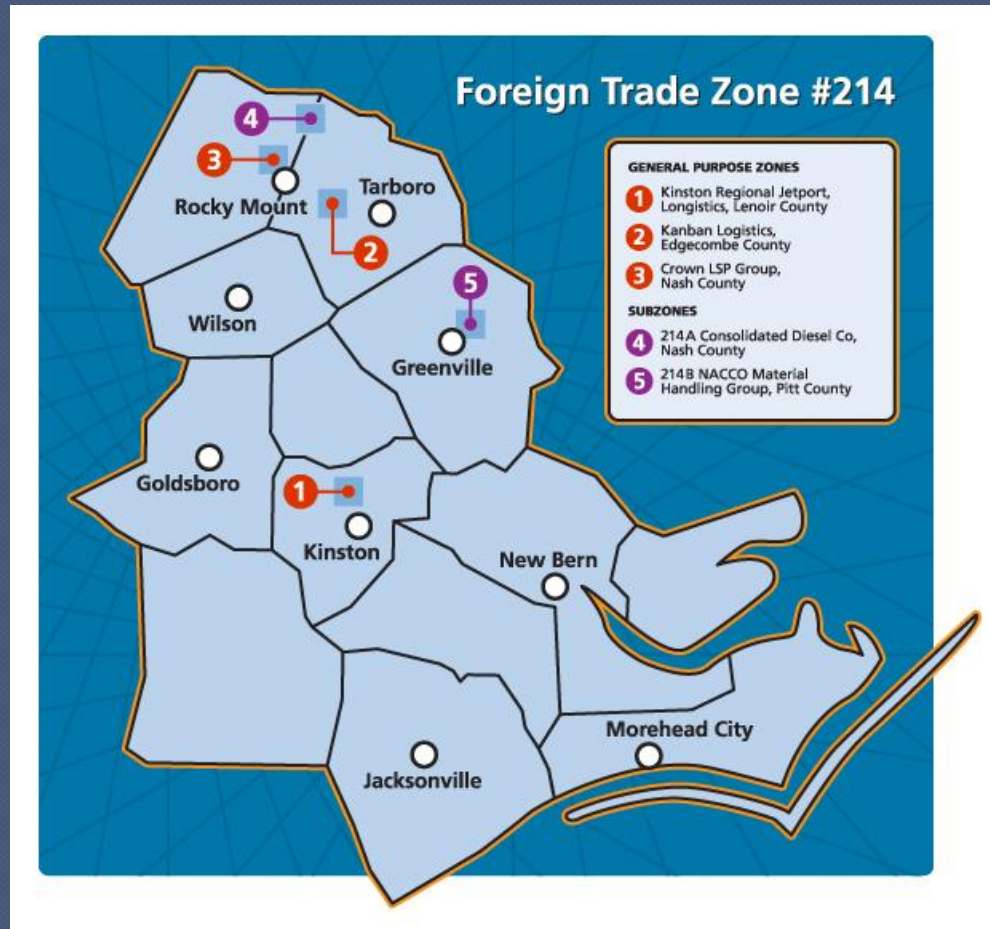 Foreign Trade Zone #214
GENERAL PURPOSE ZONES
1 Kinston Regional Jetport,
Longistics, Lenoir County
2 Kanban Logistics,
Edgecombe County
3 Crown LSP Group,
Nash County
SUBZONES
4 214A Consolidated Diesel Co,
Nash County
5 214B NACCO Material
Handling Group, Pitt County
4
3
Tarboro
Rocky Mount
2
5
Wilson
Greenville
Goldsboro
1
Kinston
New Bern
Morehead City
Jacksonville